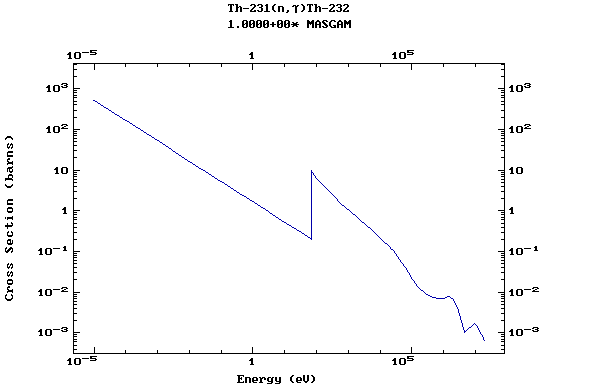 Th-231(n,γ)Th-232
1.0000+00* MASGAM
10⁻⁵ 1 10⁵
10³ 10³
10² 10²
10 10
1 1
10⁻¹ 10⁻¹
10⁻² 10⁻²
10⁻³ 10⁻³
10⁻⁵ 1 10⁵
Cross Section (barns)
Energy (eV)